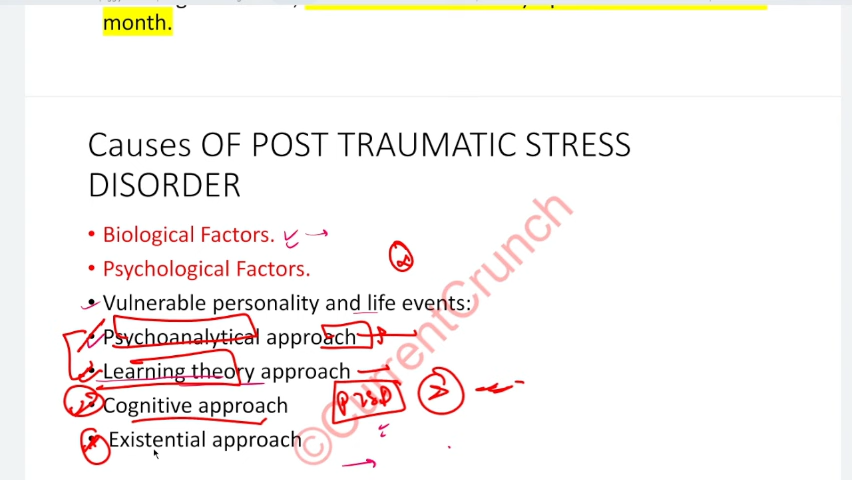 month.
Causes OF POST TRAUMATIC STRESS
DISORDER
• Biological Factors.
• Psychological Factors.
• Vulnerable personality and life events:
• Psychoanalytical approach
• Learning theory approach
• Cognitive approach
• Existential approach
©CurrentCrunch